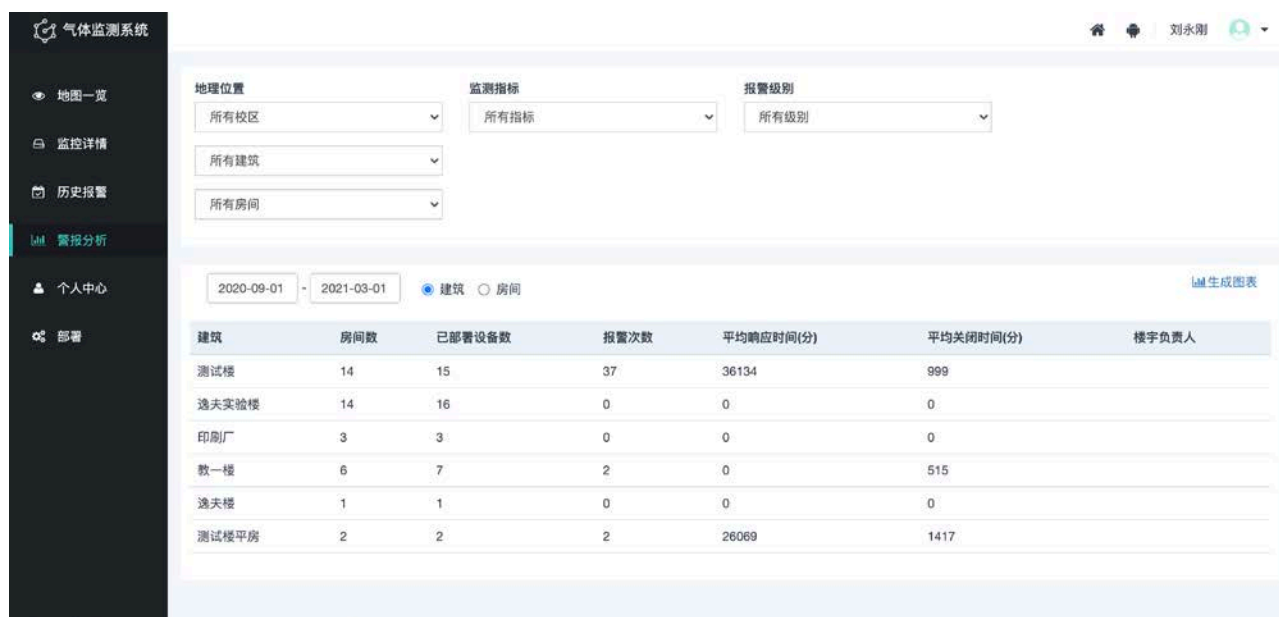 气体监测系统
刘永刚
地图一览
监控详情
历史报警
警报分析
个人中心
部署
地理位置 监测指标 报警级别
所有校区 所有指标 所有级别
所有建筑
所有房间
2020-09-01 - 2021-03-01 建筑 房间 生成图表
建筑 房间数 已部署设备数 报警次数 平均响应时间(分) 平均关闭时间(分) 楼宇负责人
测试楼 14 15 37 36134 999
逸夫实验楼 14 16 0 0 0
印刷厂 3 3 0 0 0
教一楼 6 7 2 0 515
逸夫楼 1 1 0 0 0
测试楼平房 2 2 2 26069 1417